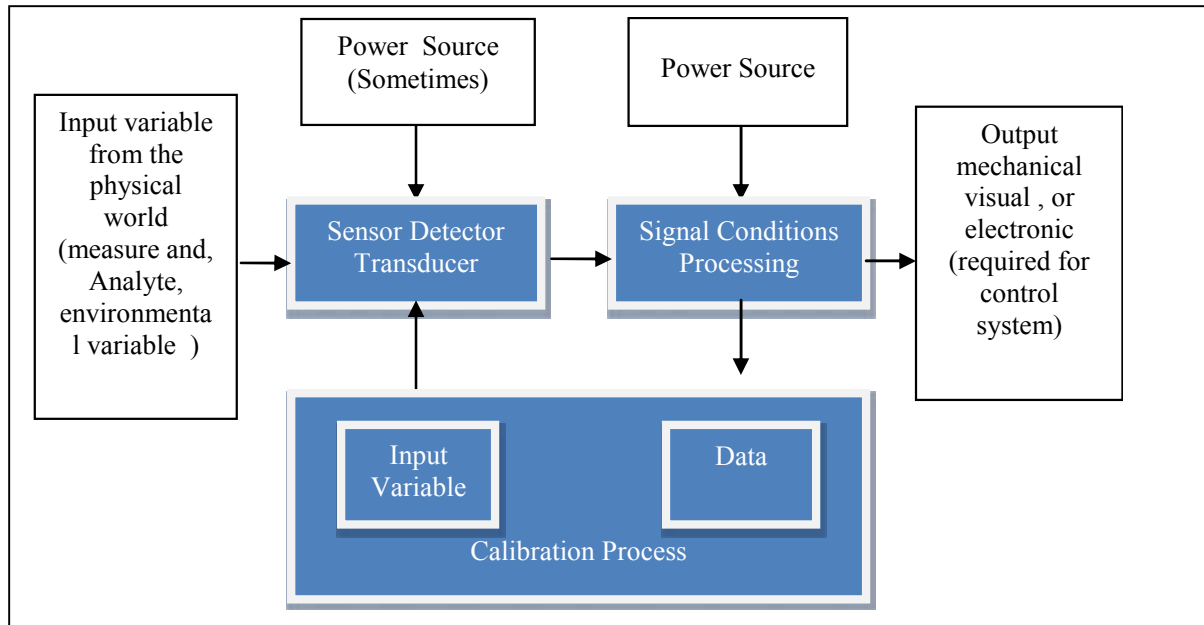 Power Source
(Sometimes)
Power Source
Input variable
from the
physical
world
(measure and,
Analyte,
environmenta
l variable )
Sensor Detector
Transducer
Signal Conditions
Processing
Output
mechanical
visual , or
electronic
(required for
control
system)
Input
Variable
Data
Calibration Process